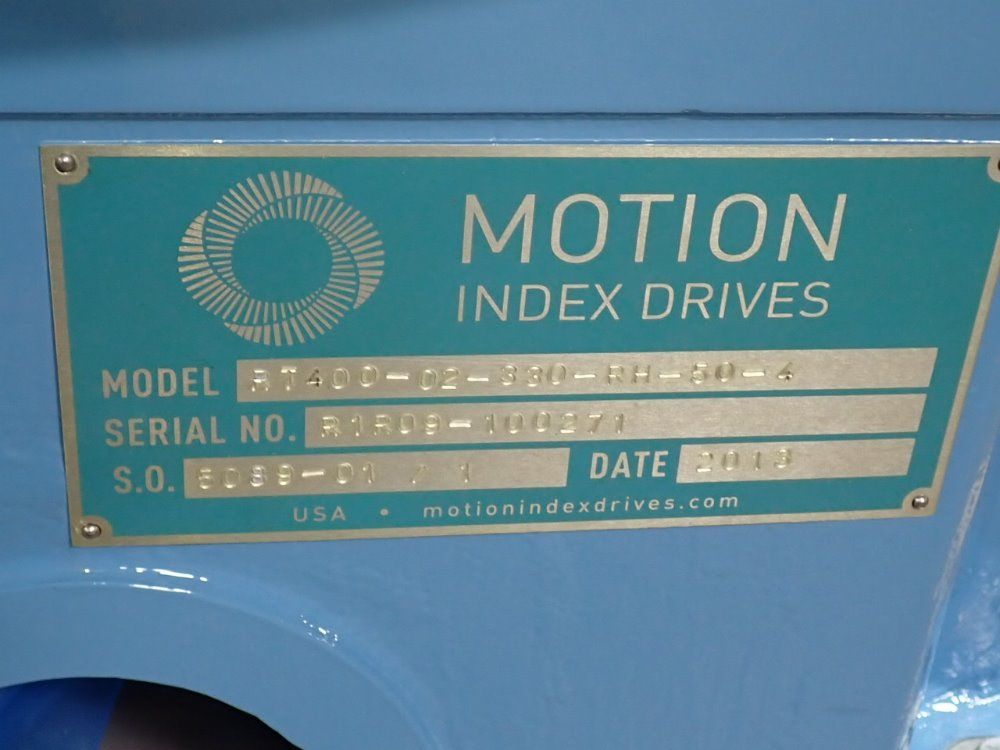 MOTION
INDEX DRIVES
MODEL RT400-02-330-RH-50-4
SERIAL NO. R1R09-100271
S.O. 6089-01 / 1 DATE 2013
USA • motionindexdrives.com